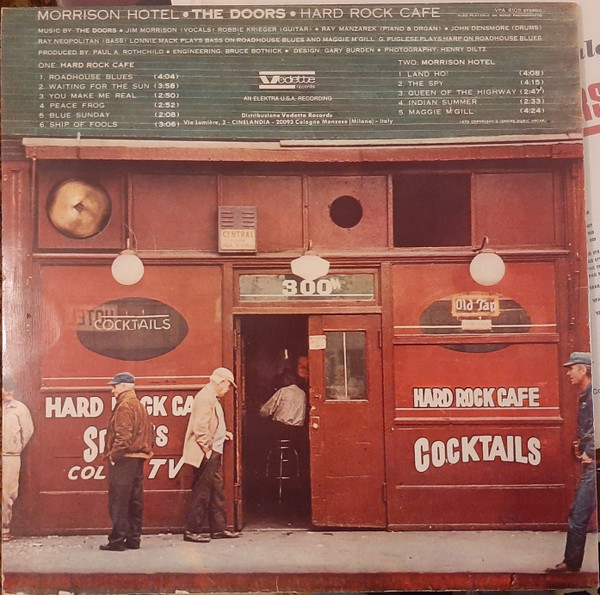 MORRISON HOTEL • THE DOORS • HARD ROCK CAFE
VPA 8105 STEREO
MUSIC BY: THE DOORS • JIM MORRISON (VOCALS) ROBBIE KRIEGER (GUITAR) • RAY MANZAREK (PIANO & ORGAN) • JOHN DENSMORE (DRUMS)
RAY NEOPOLITAN (BASS) LONNIE MACK PLAYS BASS ON ROADHOUSE BLUES AND MAGGIE M'GILL. G. PUGLESE PLAYS HARP ON ROADHOUSE BLUES
PRODUCED BY: PAUL A. ROTHCHILD • ENGINEERING: BRUCE BOTNICK • DESIGN: GARY BURDEN • PHOTOGRAPHY: HENRY DILTZ
ONE: HARD ROCK CAFE
1. ROADHOUSE BLUES (4:04)
2. WAITING FOR THE SUN (3:58)
3. YOU MAKE ME REAL (2:50)
4. PEACE FROG (2:52)
5. BLUE SUNDAY (2:08)
6. SHIP OF FOOLS (3:06)
Vedette
records
AN ELEKTRA U.S.A. RECORDING
Distribuzione Vedette Records
Via Lumière, 2 - CINELANDIA - 20093 Cologno Monzese (Milano) - Italy
TWO: MORRISON HOTEL
1. LAND HO! (4:08)
2. THE SPY (4:15)
3. QUEEN OF THE HIGHWAY (2:47)
4. INDIAN SUMMER (2:33)
5. MAGGIE M'GILL (4:24)
CENTRAL
300
HOTEL
COCKTAILS
Old Tap
HARD ROCK CA
S
S
COL
TV
HARD ROCK CAFE
COCKTAILS